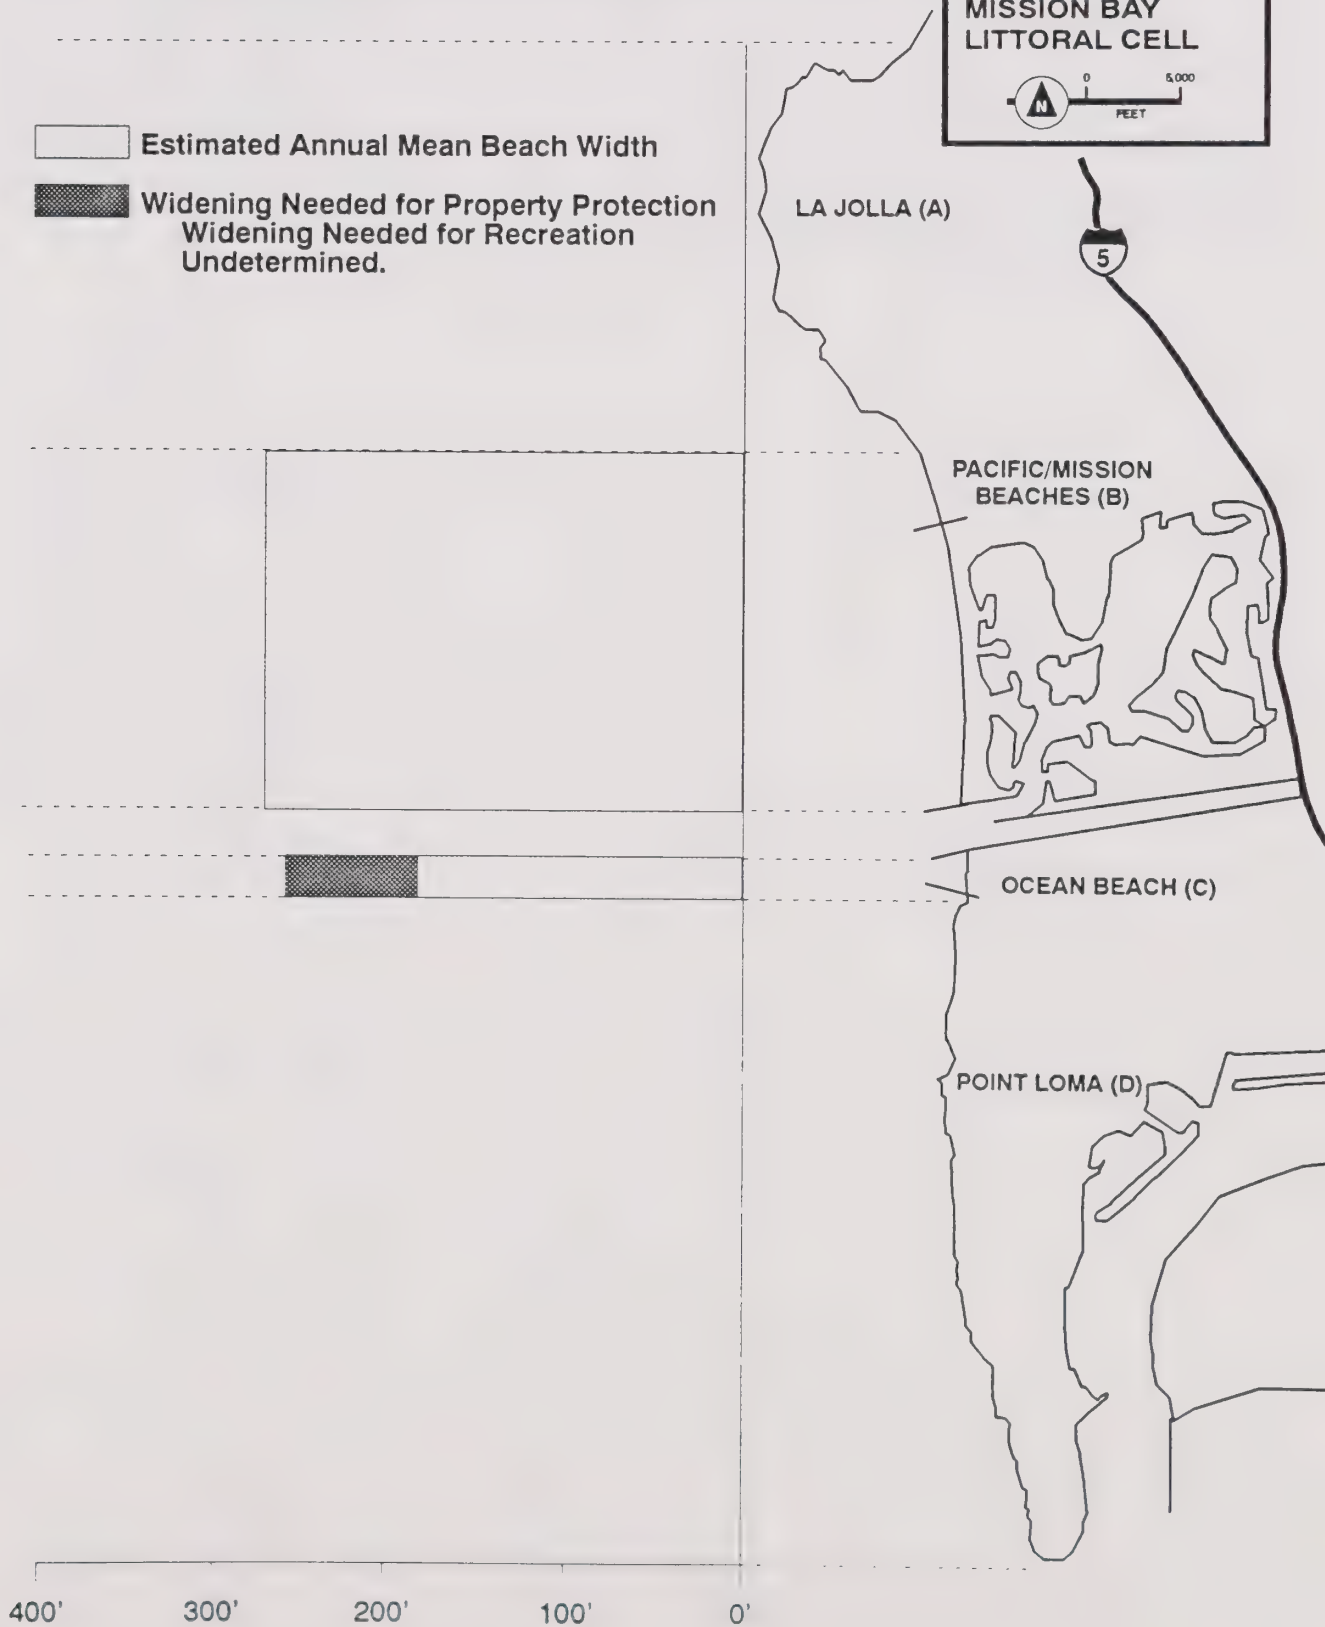 MISSION BAY
LITTORAL CELL
0 5,000
N
FEET
Estimated Annual Mean Beach Width
Widening Needed for Property Protection
Widening Needed for Recreation
Undetermined.
LA JOLLA (A)
5
PACIFIC/MISSION
BEACHES (B)
OCEAN BEACH (C)
POINT LOMA (D)
400' 300' 200' 100' 0'